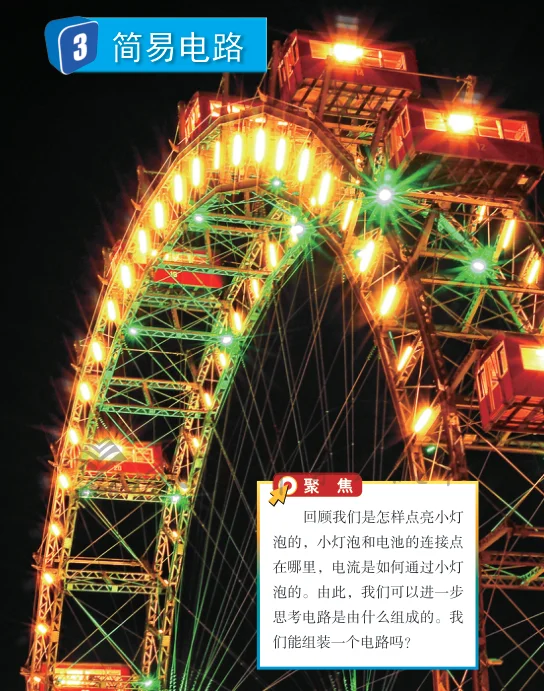 3 简易电路
12
16
20
聚 焦
回顾我们是怎样点亮小灯
泡的，小灯泡和电池的连接点
在哪里，电流是如何通过小灯
泡的。由此，我们可以进一步
思考电路是由什么组成的。我
们能组装一个电路吗？